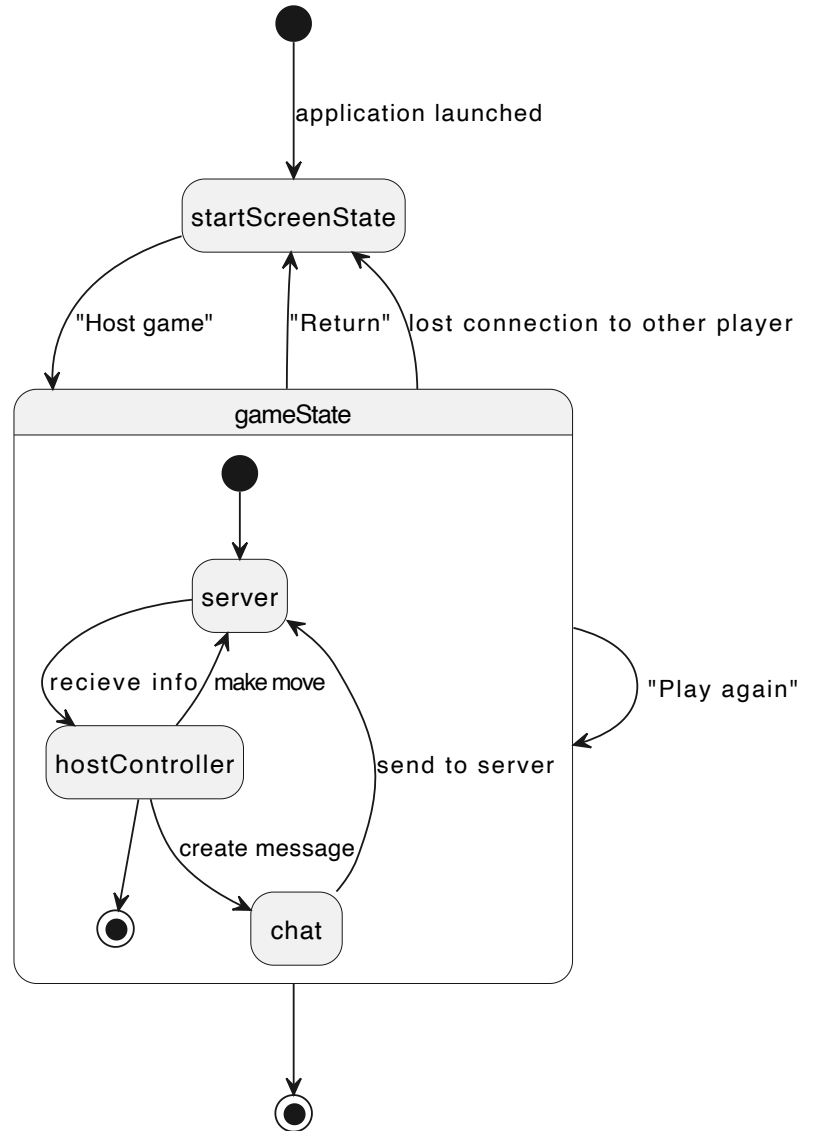 application launched
startScreenState
"Host game"
"Return"
lost connection to other player
gameState
server
recieve info
make move
"Play again"
hostController
send to server
create message
chat